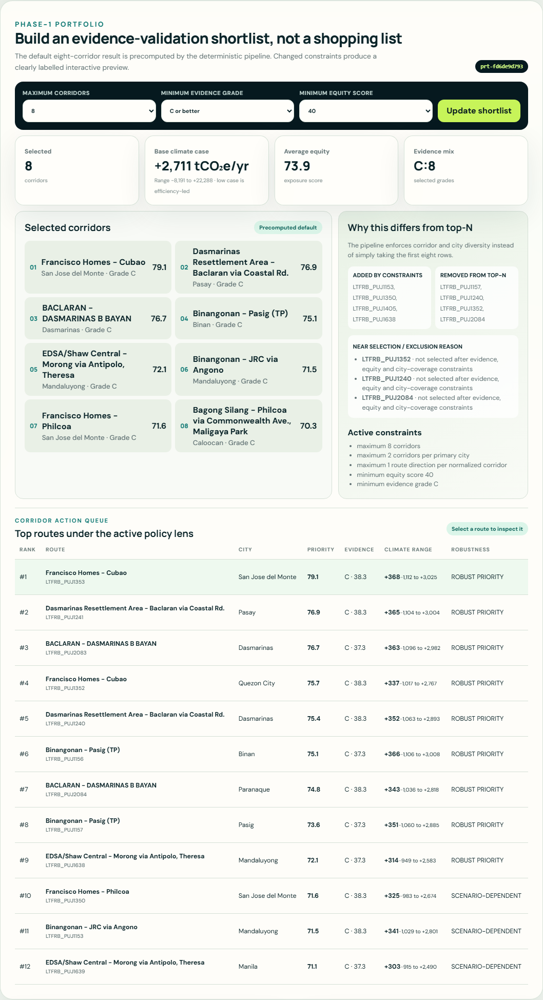 PHASE-1 PORTFOLIO
Build an evidence-validation shortlist, not a shopping list
The default eight-corridor result is precomputed by the deterministic pipeline. Changed constraints produce a
clearly labelled interactive preview.
prt-fd6de9d793
MAXIMUM CORRIDORS
8
MINIMUM EVIDENCE GRADE
C or better
MINIMUM EQUITY SCORE
40
Update shortlist
Selected
8
corridors
Base climate case
+2,711 tCO₂e/yr
Range -8,191 to +22,288 · low case is
efficiency-led
Average equity
73.9
exposure score
Evidence mix
C:8
selected grades
Selected corridors
Precomputed default
01 Francisco Homes - Cubao 79.1
San Jose del Monte · Grade C
02 Dasmarinas
Resettlement Area -
Baclaran via Coastal Rd. 76.9
Pasay · Grade C
03 BACLARAN -
DASMARINAS B BAYAN 76.7
Dasmarinas · Grade C
04 Binangonan - Pasig (TP) 75.1
Binan · Grade C
05 EDSA/Shaw Central -
Morong via Antipolo,
Theresa 72.1
Mandaluyong · Grade C
06 Binangonan - JRC via
Angono 71.5
Mandaluyong · Grade C
07 Francisco Homes -
Philcoa 71.6
San Jose del Monte · Grade C
08 Bagong Silang - Philcoa
via Commonwealth Ave.,
Maligaya Park 70.3
Caloocan · Grade C
Why this differs from top-N
The pipeline enforces corridor and city diversity instead
of simply taking the first eight rows.
ADDED BY CONSTRAINTS
LTFRB_PUJ1153,
LTFRB_PUJ1350,
LTFRB_PUJ1405,
LTFRB_PUJ1638
REMOVED FROM TOP-N
LTFRB_PUJ1157,
LTFRB_PUJ1240,
LTFRB_PUJ1352,
LTFRB_PUJ2084
NEAR SELECTION / EXCLUSION REASON
• LTFRB_PUJ1352 · not selected after evidence,
equity and city-coverage constraints
• LTFRB_PUJ1240 · not selected after evidence,
equity and city-coverage constraints
• LTFRB_PUJ2084 · not selected after evidence,
equity and city-coverage constraints
Active constraints
• maximum 8 corridors
• maximum 2 corridors per primary city
• maximum 1 route direction per normalized corridor
• minimum equity score 40
• minimum evidence grade C
CORRIDOR ACTION QUEUE
Top routes under the active policy lens
Select a route to inspect it
RANK ROUTE CITY PRIORITY EVIDENCE CLIMATE RANGE ROBUSTNESS
#1 Francisco Homes - Cubao San Jose del Monte 79.1 C · 38.3 +368-1,112 to +3,025 ROBUST PRIORITY
LTFRB_PUJ1353
#2 Dasmarinas Resettlement Area - Baclaran via Coastal Rd. Pasay 76.9 C · 38.3 +365-1,104 to +3,004 ROBUST PRIORITY
LTFRB_PUJ1241
#3 BACLARAN - DASMARINAS B BAYAN Dasmarinas 76.7 C · 37.3 +363-1,096 to +2,982 ROBUST PRIORITY
LTFRB_PUJ2083
#4 Francisco Homes - Cubao Quezon City 75.7 C · 38.3 +337-1,017 to +2,767 ROBUST PRIORITY
LTFRB_PUJ1352
#5 Dasmarinas Resettlement Area - Baclaran via Coastal Rd. Dasmarinas 75.4 C · 38.3 +352-1,063 to +2,893 ROBUST PRIORITY
LTFRB_PUJ1240
#6 Binangonan - Pasig (TP) Binan 75.1 C · 37.3 +366-1,106 to +3,008 ROBUST PRIORITY
LTFRB_PUJ1156
#7 BACLARAN - DASMARINAS B BAYAN Paranaque 74.8 C · 38.3 +343-1,036 to +2,818 ROBUST PRIORITY
LTFRB_PUJ2084
#8 Binangonan - Pasig (TP) Pasig 73.6 C · 37.3 +351-1,060 to +2,885 ROBUST PRIORITY
LTFRB_PUJ1157
#9 EDSA/Shaw Central - Morong via Antipolo, Theresa Mandaluyong 72.1 C · 37.3 +314-949 to +2,583 ROBUST PRIORITY
LTFRB_PUJ1638
#10 Francisco Homes - Philcoa San Jose del Monte 71.6 C · 38.3 +325-983 to +2,674 SCENARIO-DEPENDENT
LTFRB_PUJ1350
#11 Binangonan - JRC via Angono Mandaluyong 71.5 C · 38.3 +341-1,029 to +2,801 SCENARIO-DEPENDENT
LTFRB_PUJ1153
#12 EDSA/Shaw Central - Morong via Antipolo, Theresa Manila 71.1 C · 37.3 +303-915 to +2,490 SCENARIO-DEPENDENT
LTFRB_PUJ1639